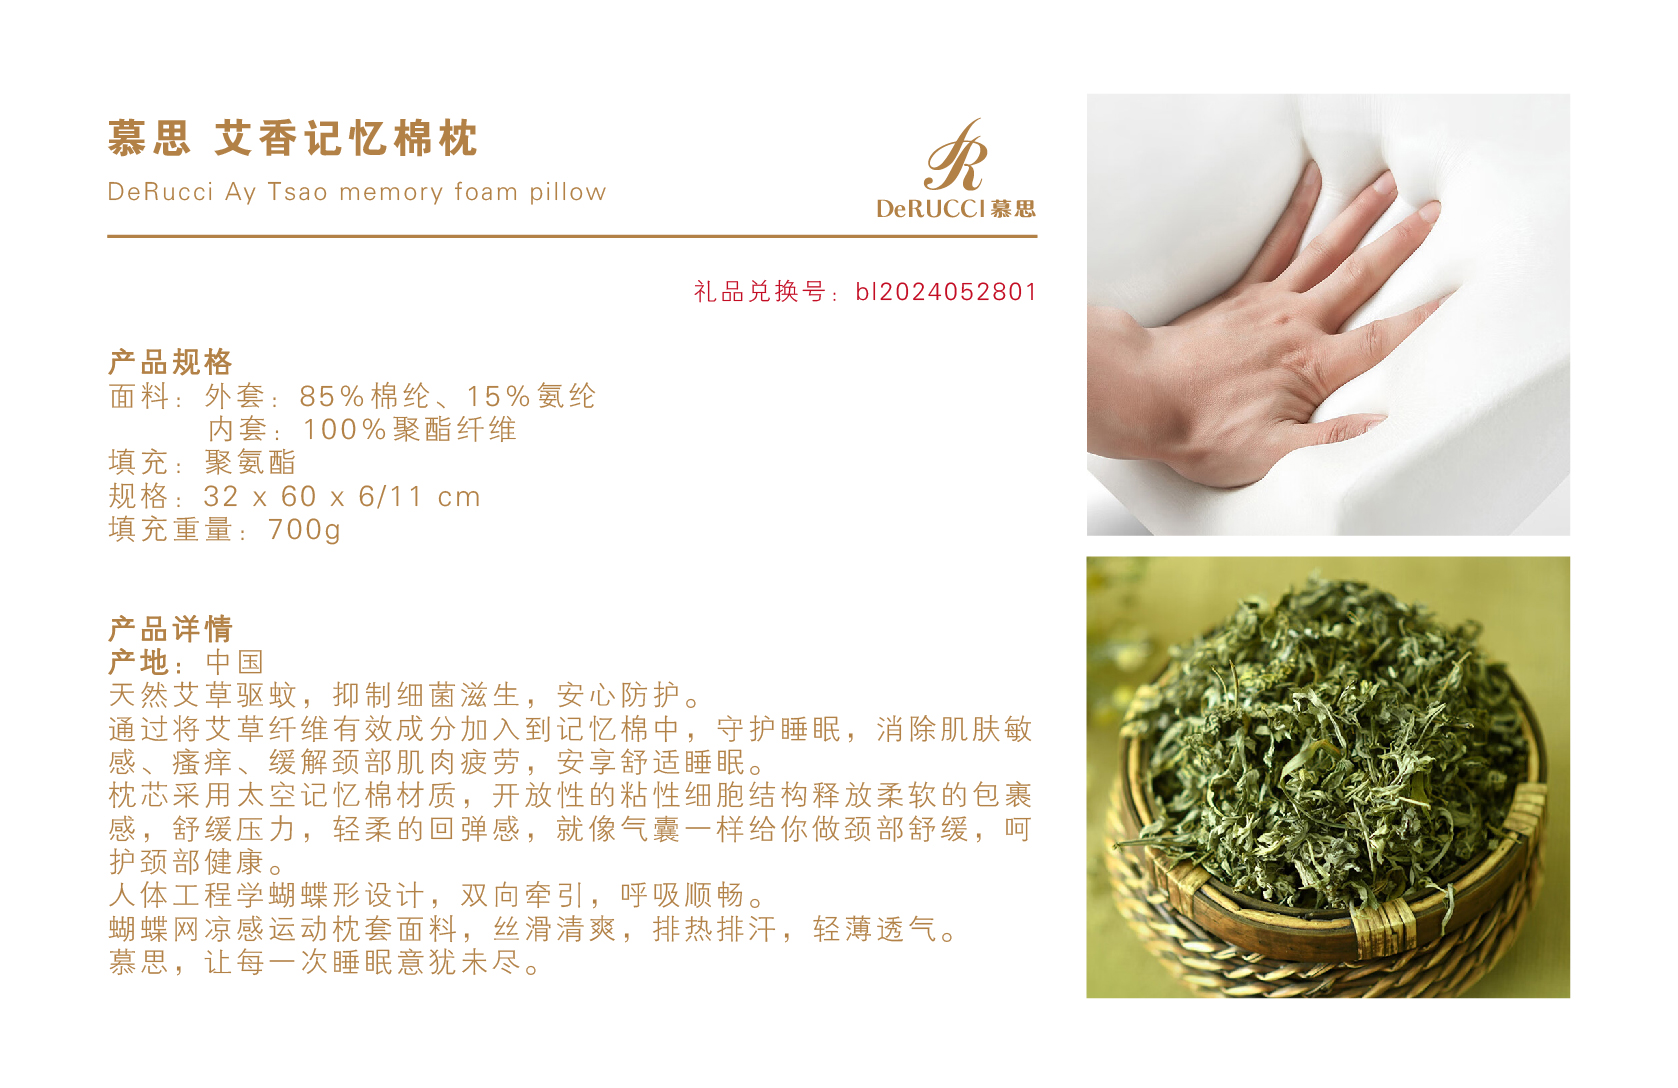 慕思 艾香记忆棉枕
DeRucci Ay Tsao memory foam pillow
DeRUCCI 慕思
礼品兑换号：bl2024052801
产品规格
面料：外套：85%棉纶、15%氨纶
内套：100%聚酯纤维
填充：聚氨酯
规格：32 x 60 x 6/11 cm
填充重量：700g
产品详情
产地：中国
天然艾草驱蚊，抑制细菌滋生，安心防护。
通过将艾草纤维有效成分加入到记忆棉中，守护睡眠，消除肌肤敏
感、瘙痒、缓解颈部肌肉疲劳，安享舒适睡眠。
枕芯采用太空记忆棉材质，开放性的粘性细胞结构释放柔软的包裹
感，舒缓压力，轻柔的回弹感，就像气囊一样给你做颈部舒缓，呵
护颈部健康。
人体工程学蝴蝶形设计，双向牵引，呼吸顺畅。
蝴蝶网凉感运动枕套面料，丝滑清爽，排热排汗，轻薄透气。
慕思，让每一次睡眠意犹未尽。